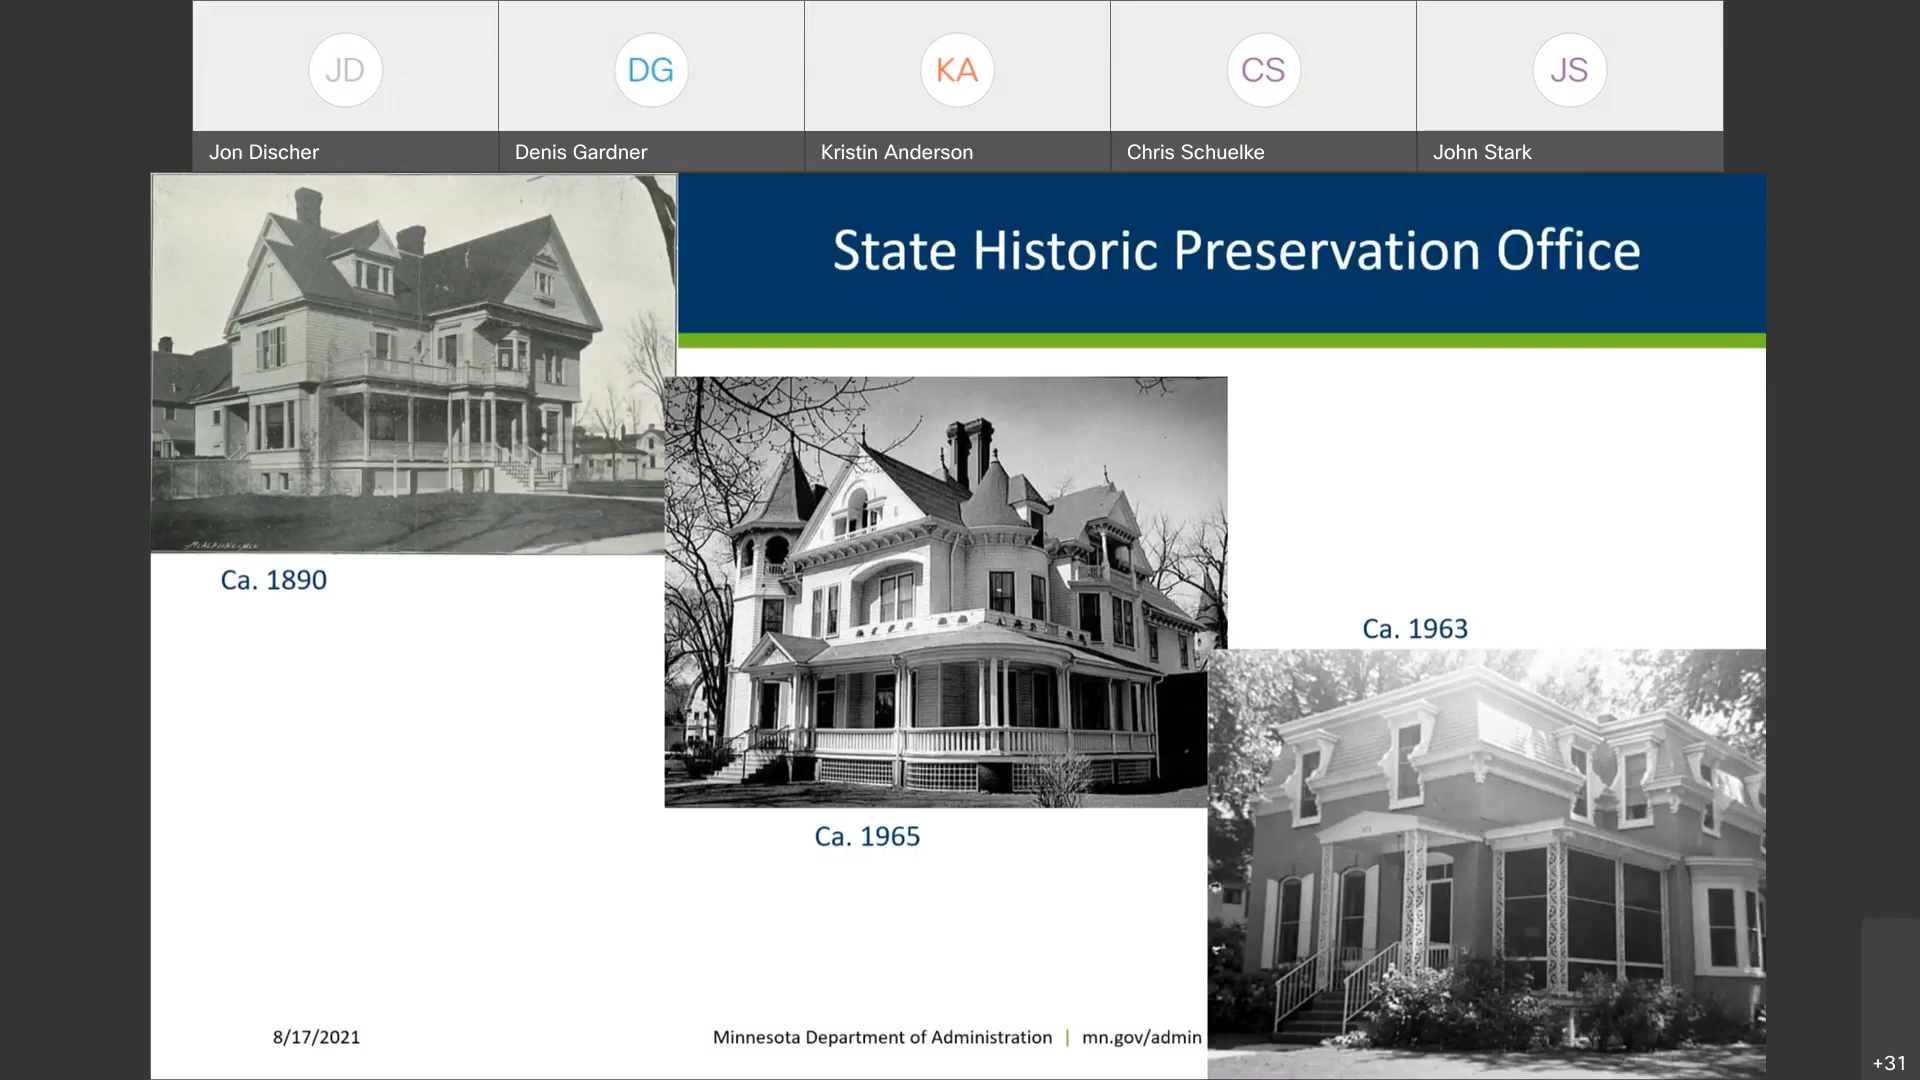 JD
DG
KA
CS
JS
Jon Discher
Denis Gardner
Kristin Anderson
Chris Schuelke
John Stark
State Historic Preservation Office
Ca. 1890
Ca. 1963
Ca. 1965
8/17/2021
Minnesota Department of Administration | mn.gov/admin
+31